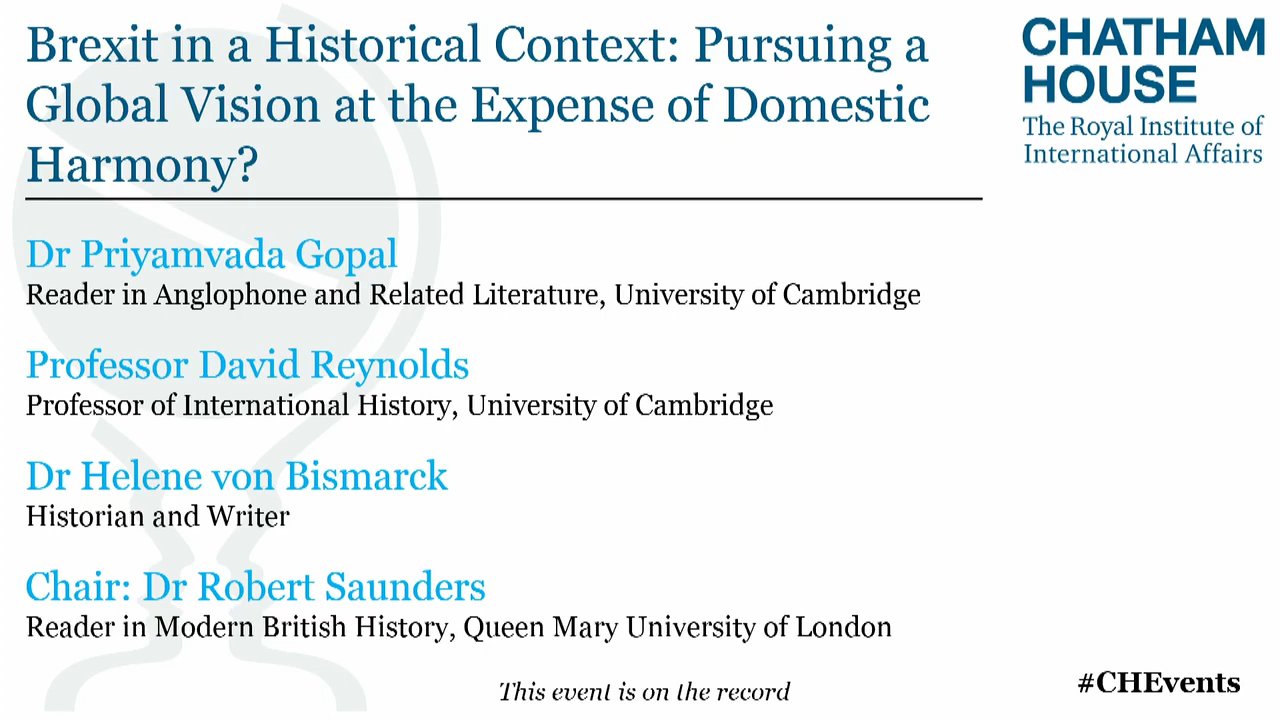 Brexit in a Historical Context: Pursuing a
Global Vision at the Expense of Domestic
Harmony?
CHATHAM
HOUSE
The Royal Institute of
International Affairs
Dr Priyamvada Gopal
Reader in Anglophone and Related Literature, University of Cambridge
Professor David Reynolds
Professor of International History, University of Cambridge
Dr Helene von Bismarck
Historian and Writer
Chair: Dr Robert Saunders
Reader in Modern British History, Queen Mary University of London
This event is on the record
#CHEvents